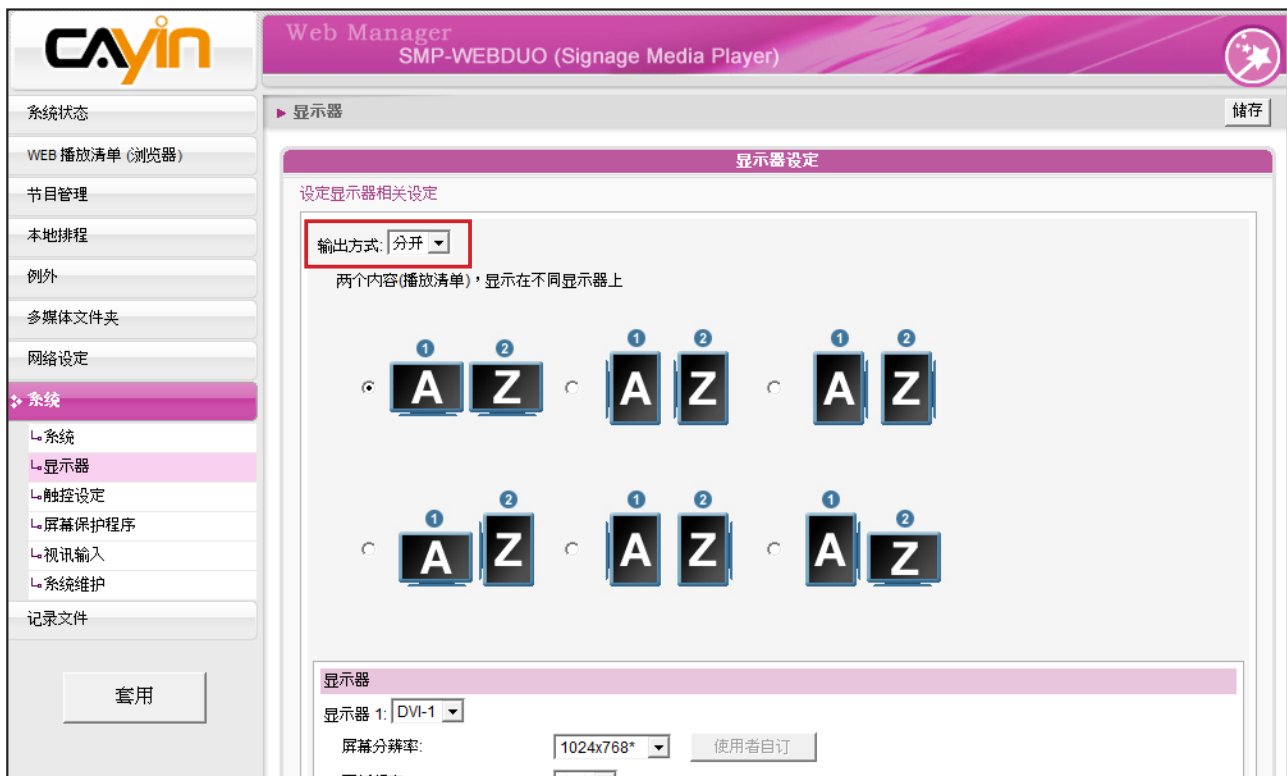 CAYIN
Web Manager
SMP-WEBDUO (Signage Media Player)
系统状态
WEB 播放清单 (浏览器)
节目管理
本地排程
例外
多媒体文件夹
网络设定
系统
系统
显示器
触控设定
屏幕保护程序
视讯输入
系统维护
记录文件
套用
显示器
储存
显示器设定
设定显示器相关设定
输出方式: 分开
两个内容(播放清单)，显示在不同显示器上
1 2 1 2 1 2
A Z A Z A Z
1 2 1 2 1 2
A Z A Z A Z
显示器
显示器 1: DVI-1
屏幕分辨率: 1024x768* 使用者自订